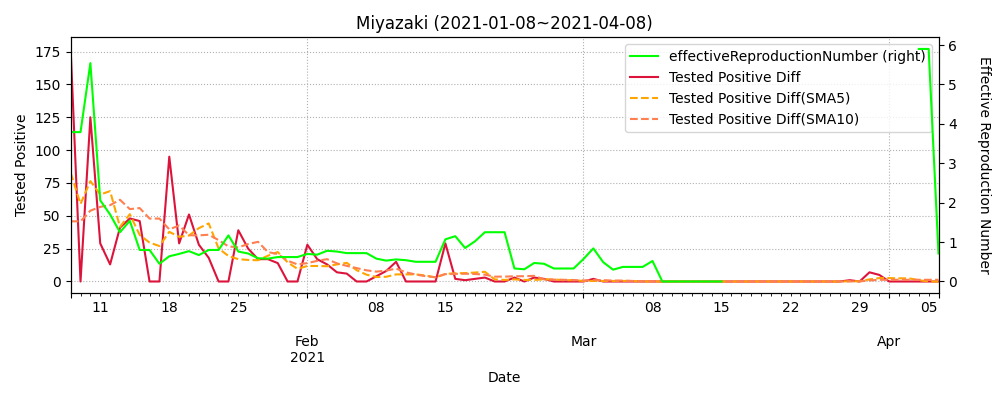 Miyazaki (2021-01-08~2021-04-08)
effectiveReproductionNumber (right)
Tested Positive Diff
Tested Positive Diff(SMA5)
Tested Positive Diff(SMA10)
Tested Positive
175
150
125
100
75
50
25
0
6
5
4
3
2
1
0
Effective Reproduction Number
11 18 25 08 15 22 08 15 22 29 05
Feb Mar Apr
2021
Date